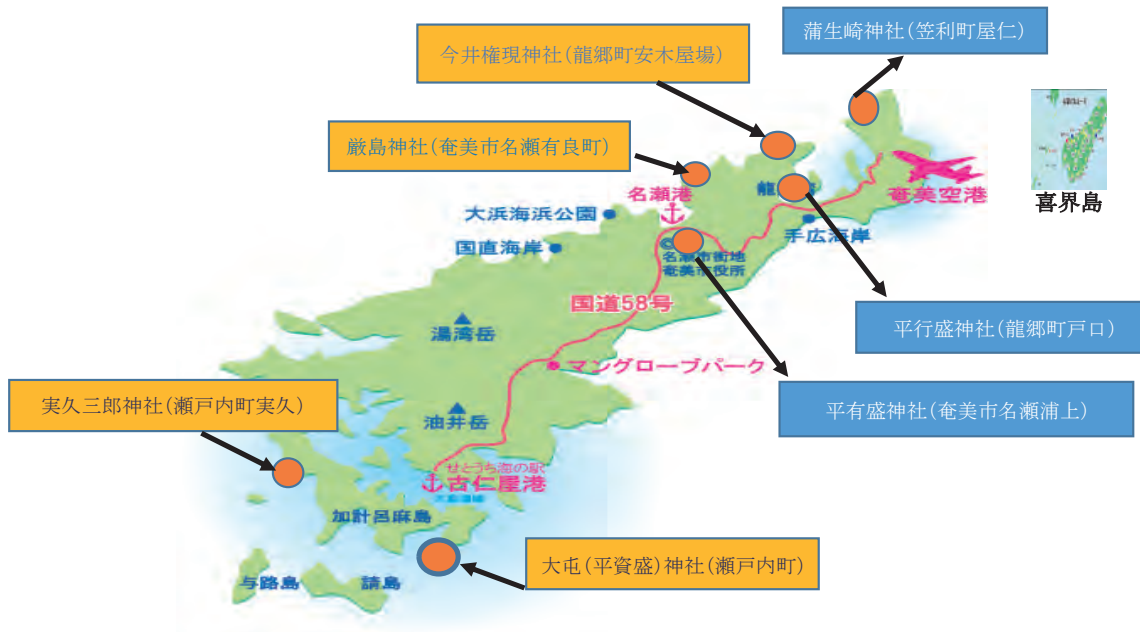 蒲生崎神社(笠利町屋仁)
今井権現神社(龍郷町安木屋場)
厳島神社(奄美市名瀬有良町)
名瀬港
龍
奄美空港
喜界島
大浜海浜公園
手広海岸
国直海岸
名瀬市街地
奄美市役所
国道58号
平行盛神社(龍郷町戸口)
湯湾岳
マングローブパーク
実久三郎神社(瀬戸内町実久)
平有盛神社(奄美市名瀬浦上)
油井岳
せとうち海の駅
古仁屋港
加計呂麻島
大屯(平資盛)神社(瀬戸内町)
与路島
請島